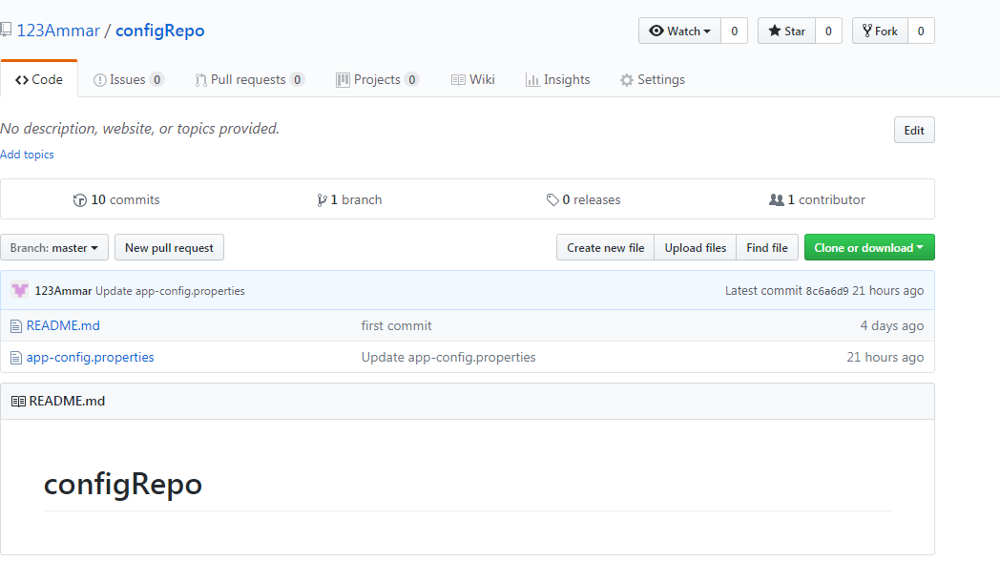 123Ammar / configRepo
Watch 0 Star 0 Fork 0
Code Issues 0 Pull requests 0 Projects 0 Wiki Insights Settings
No description, website, or topics provided. Edit
Add topics
10 commits 1 branch 0 releases 1 contributor
Branch: master New pull request Create new file Upload files Find file Clone or download
123Ammar Update app-config.properties Latest commit 8c6a6d9 21 hours ago
README.md first commit 4 days ago
app-config.properties Update app-config.properties 21 hours ago
README.md
configRepo